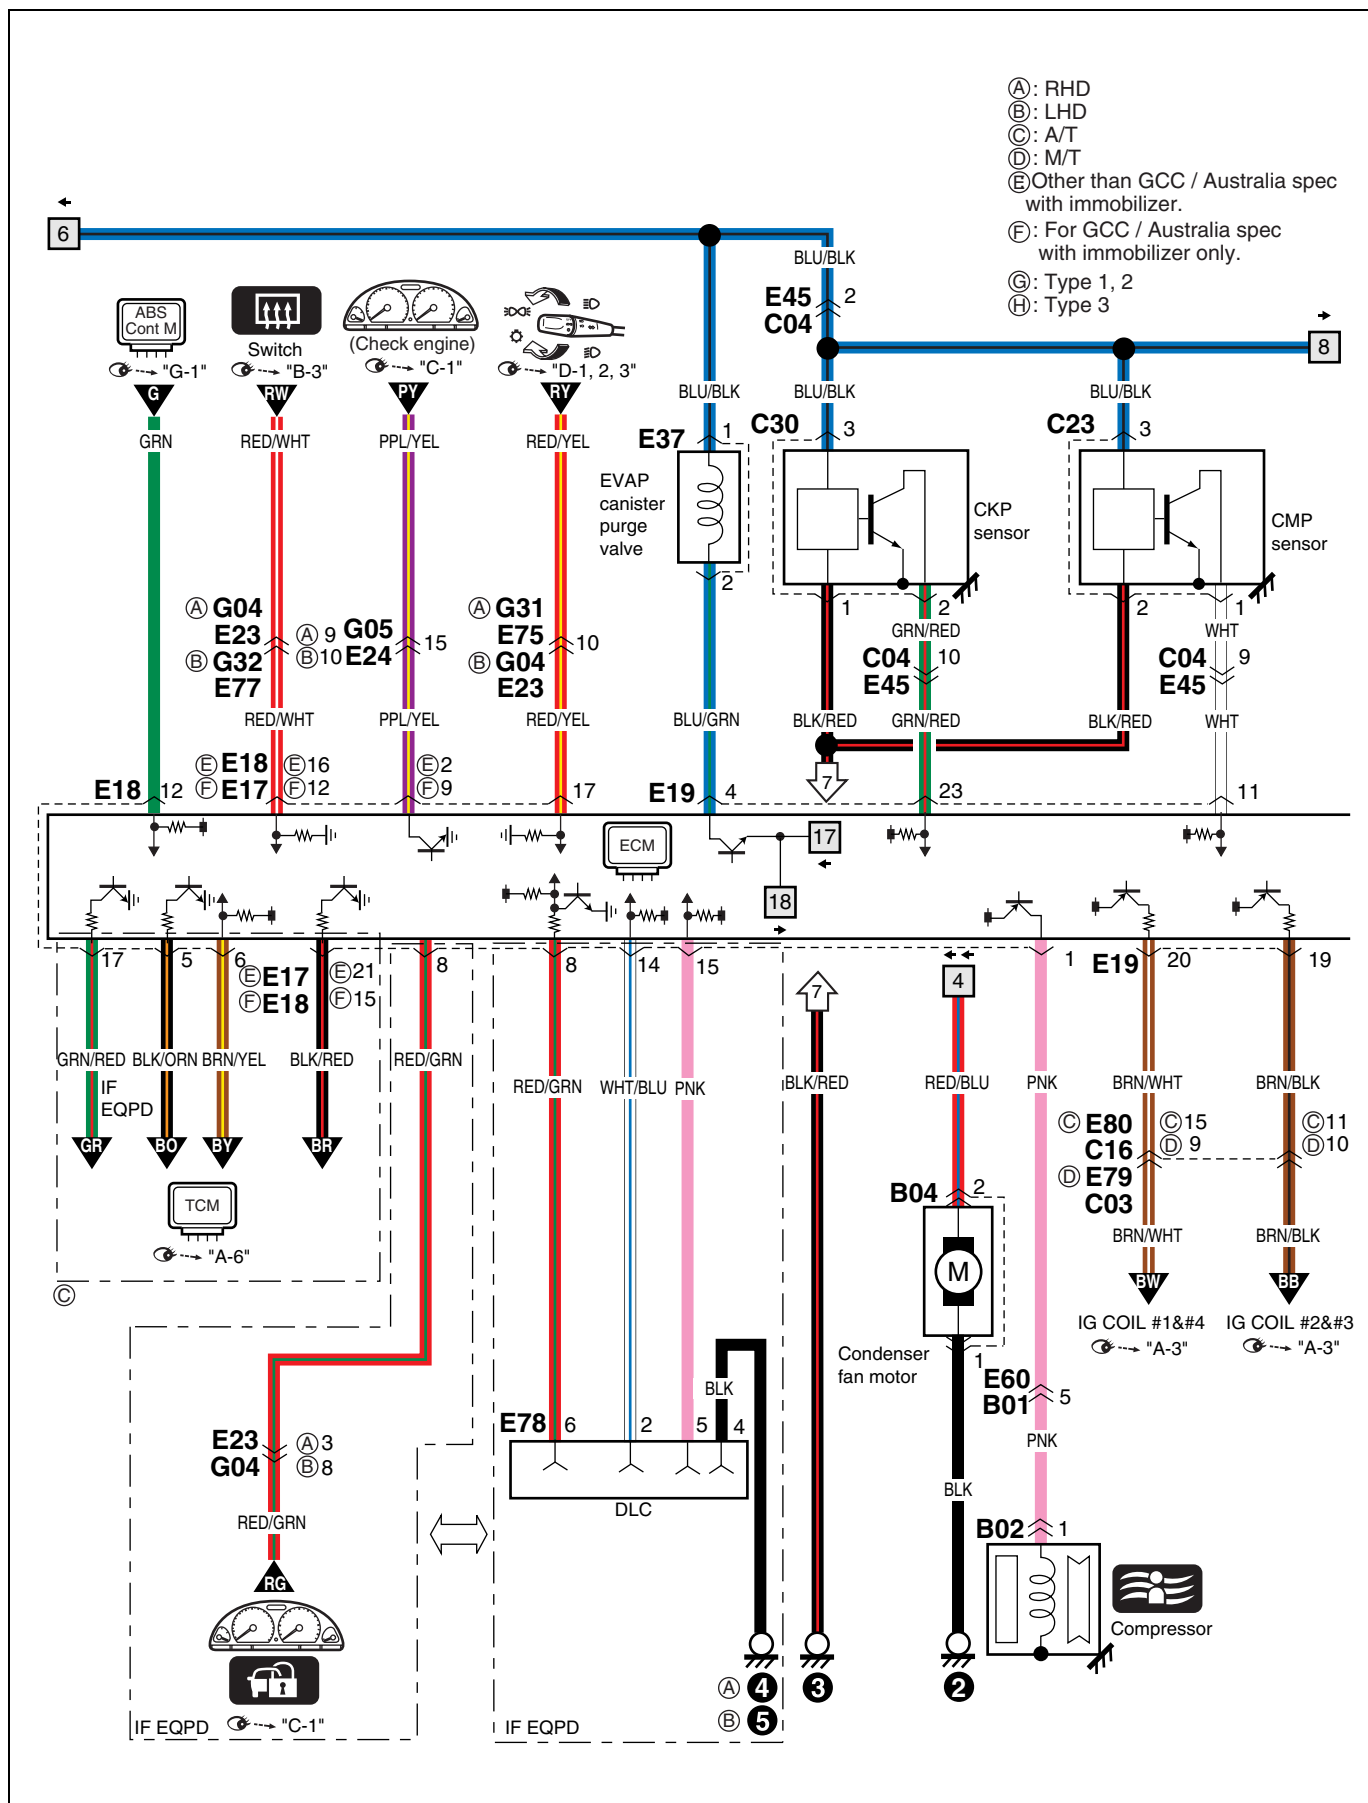 Ⓐ: RHD
Ⓑ: LHD
Ⓒ: A/T
Ⓓ: M/T
ⒺOther than GCC / Australia spec
with immobilizer.
Ⓕ: For GCC / Australia spec
with immobilizer only.
Ⓖ: Type 1, 2
Ⓗ: Type 3
6
BLU/BLK
E45 2
C04
8
ABS
Cont M
"G-1"
G
GRN
Switch
"B-3"
RW
RED/WHT
(Check engine)
"C-1"
PY
PPL/YEL
"D-1, 2, 3"
RY
RED/YEL
BLU/BLK
BLU/BLK
BLU/BLK
E37 1
C30 3
C23 3
EVAP
canister
purge
valve
2
CKP
sensor
CMP
sensor
1
2
2
1
Ⓐ G04
E23
Ⓑ G32
E77
Ⓐ 9
Ⓑ 10
G05
E24
15
Ⓐ G31
E75
Ⓑ G04
E23
10
GRN/RED
C04 10
E45
WHT
C04 9
E45
RED/WHT
PPL/YEL
RED/YEL
BLU/GRN
BLK/RED
GRN/RED
BLK/RED
WHT
7
E18 12
Ⓔ E18 Ⓔ 16
Ⓕ E17 Ⓕ 12
Ⓔ 2
Ⓕ 9
17
E19 4
23
11
ECM
17
18
17
5
6
Ⓔ E17 Ⓔ 21
Ⓕ E18 Ⓕ 15
8
8
14
15
7
4
1
E19 20
19
GRN/RED
BLK/ORN
BRN/YEL
BLK/RED
RED/GRN
RED/GRN
WHT/BLU
PNK
BLK/RED
RED/BLU
PNK
BRN/WHT
BRN/BLK
IF
EQPD
GR
BO
BY
BR
TCM
"A-6"
Ⓒ
Ⓒ E80
C16
Ⓓ E79
C03
Ⓒ 15
Ⓓ 9
Ⓒ 11
Ⓓ 10
BRN/WHT
BRN/BLK
BW
BB
IG COIL #1&#4
"A-3"
IG COIL #2&#3
"A-3"
B04 2
M
1
Condenser
fan motor
E60
B01
5
PNK
BLK
B02 1
Compressor
BLK
E78 6
2
5
4
DLC
E23
G04
Ⓐ 3
Ⓑ 8
RED/GRN
RG
"C-1"
IF EQPD
IF EQPD
Ⓐ 4
Ⓑ 5
3
2